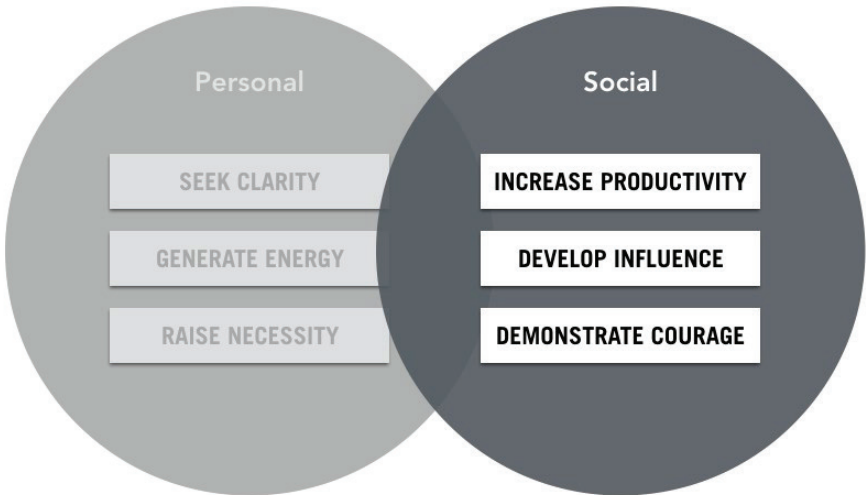 Personal
SEEK CLARITY
GENERATE ENERGY
RAISE NECESSITY
Social
INCREASE PRODUCTIVITY
DEVELOP INFLUENCE
DEMONSTRATE COURAGE